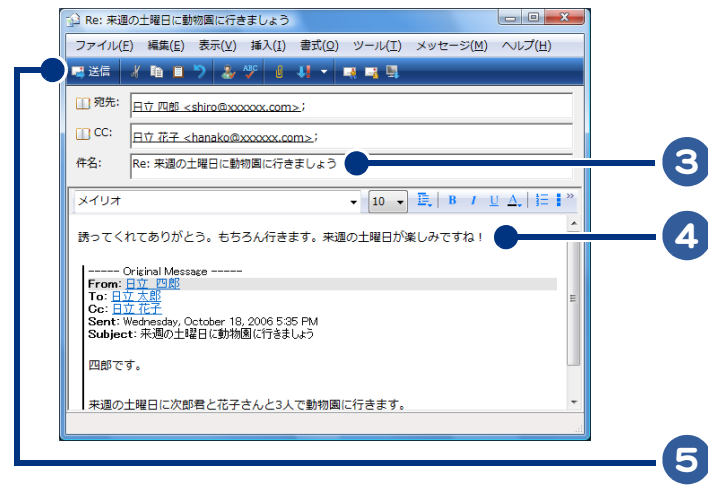 Re: 来週の土曜日に動物園に行きましょう
ファイル(F) 編集(E) 表示(V) 挿入(I) 書式(O) ツール(T) メッセージ(M) ヘルプ(H)
送信
宛先: 日立 四郎 <shiro@xxxxxx.com>;
CC: 日立 花子 <hanako@xxxxxx.com>;
件名: Re: 来週の土曜日に動物園に行きましょう
3
メイリオ 10 B I U A »
誘ってくれてありがとう。もちろん行きます。来週の土曜日が楽しみですね！
4
----- Original Message -----
From: 日立 四郎
To: 日立 太郎
Cc: 日立 花子
Sent: Wednesday, October 18, 2006 5:35 PM
Subject: 来週の土曜日に動物園に行きましょう
四郎です。
来週の土曜日に次郎君と花子さんと3人で動物園に行きます。
5